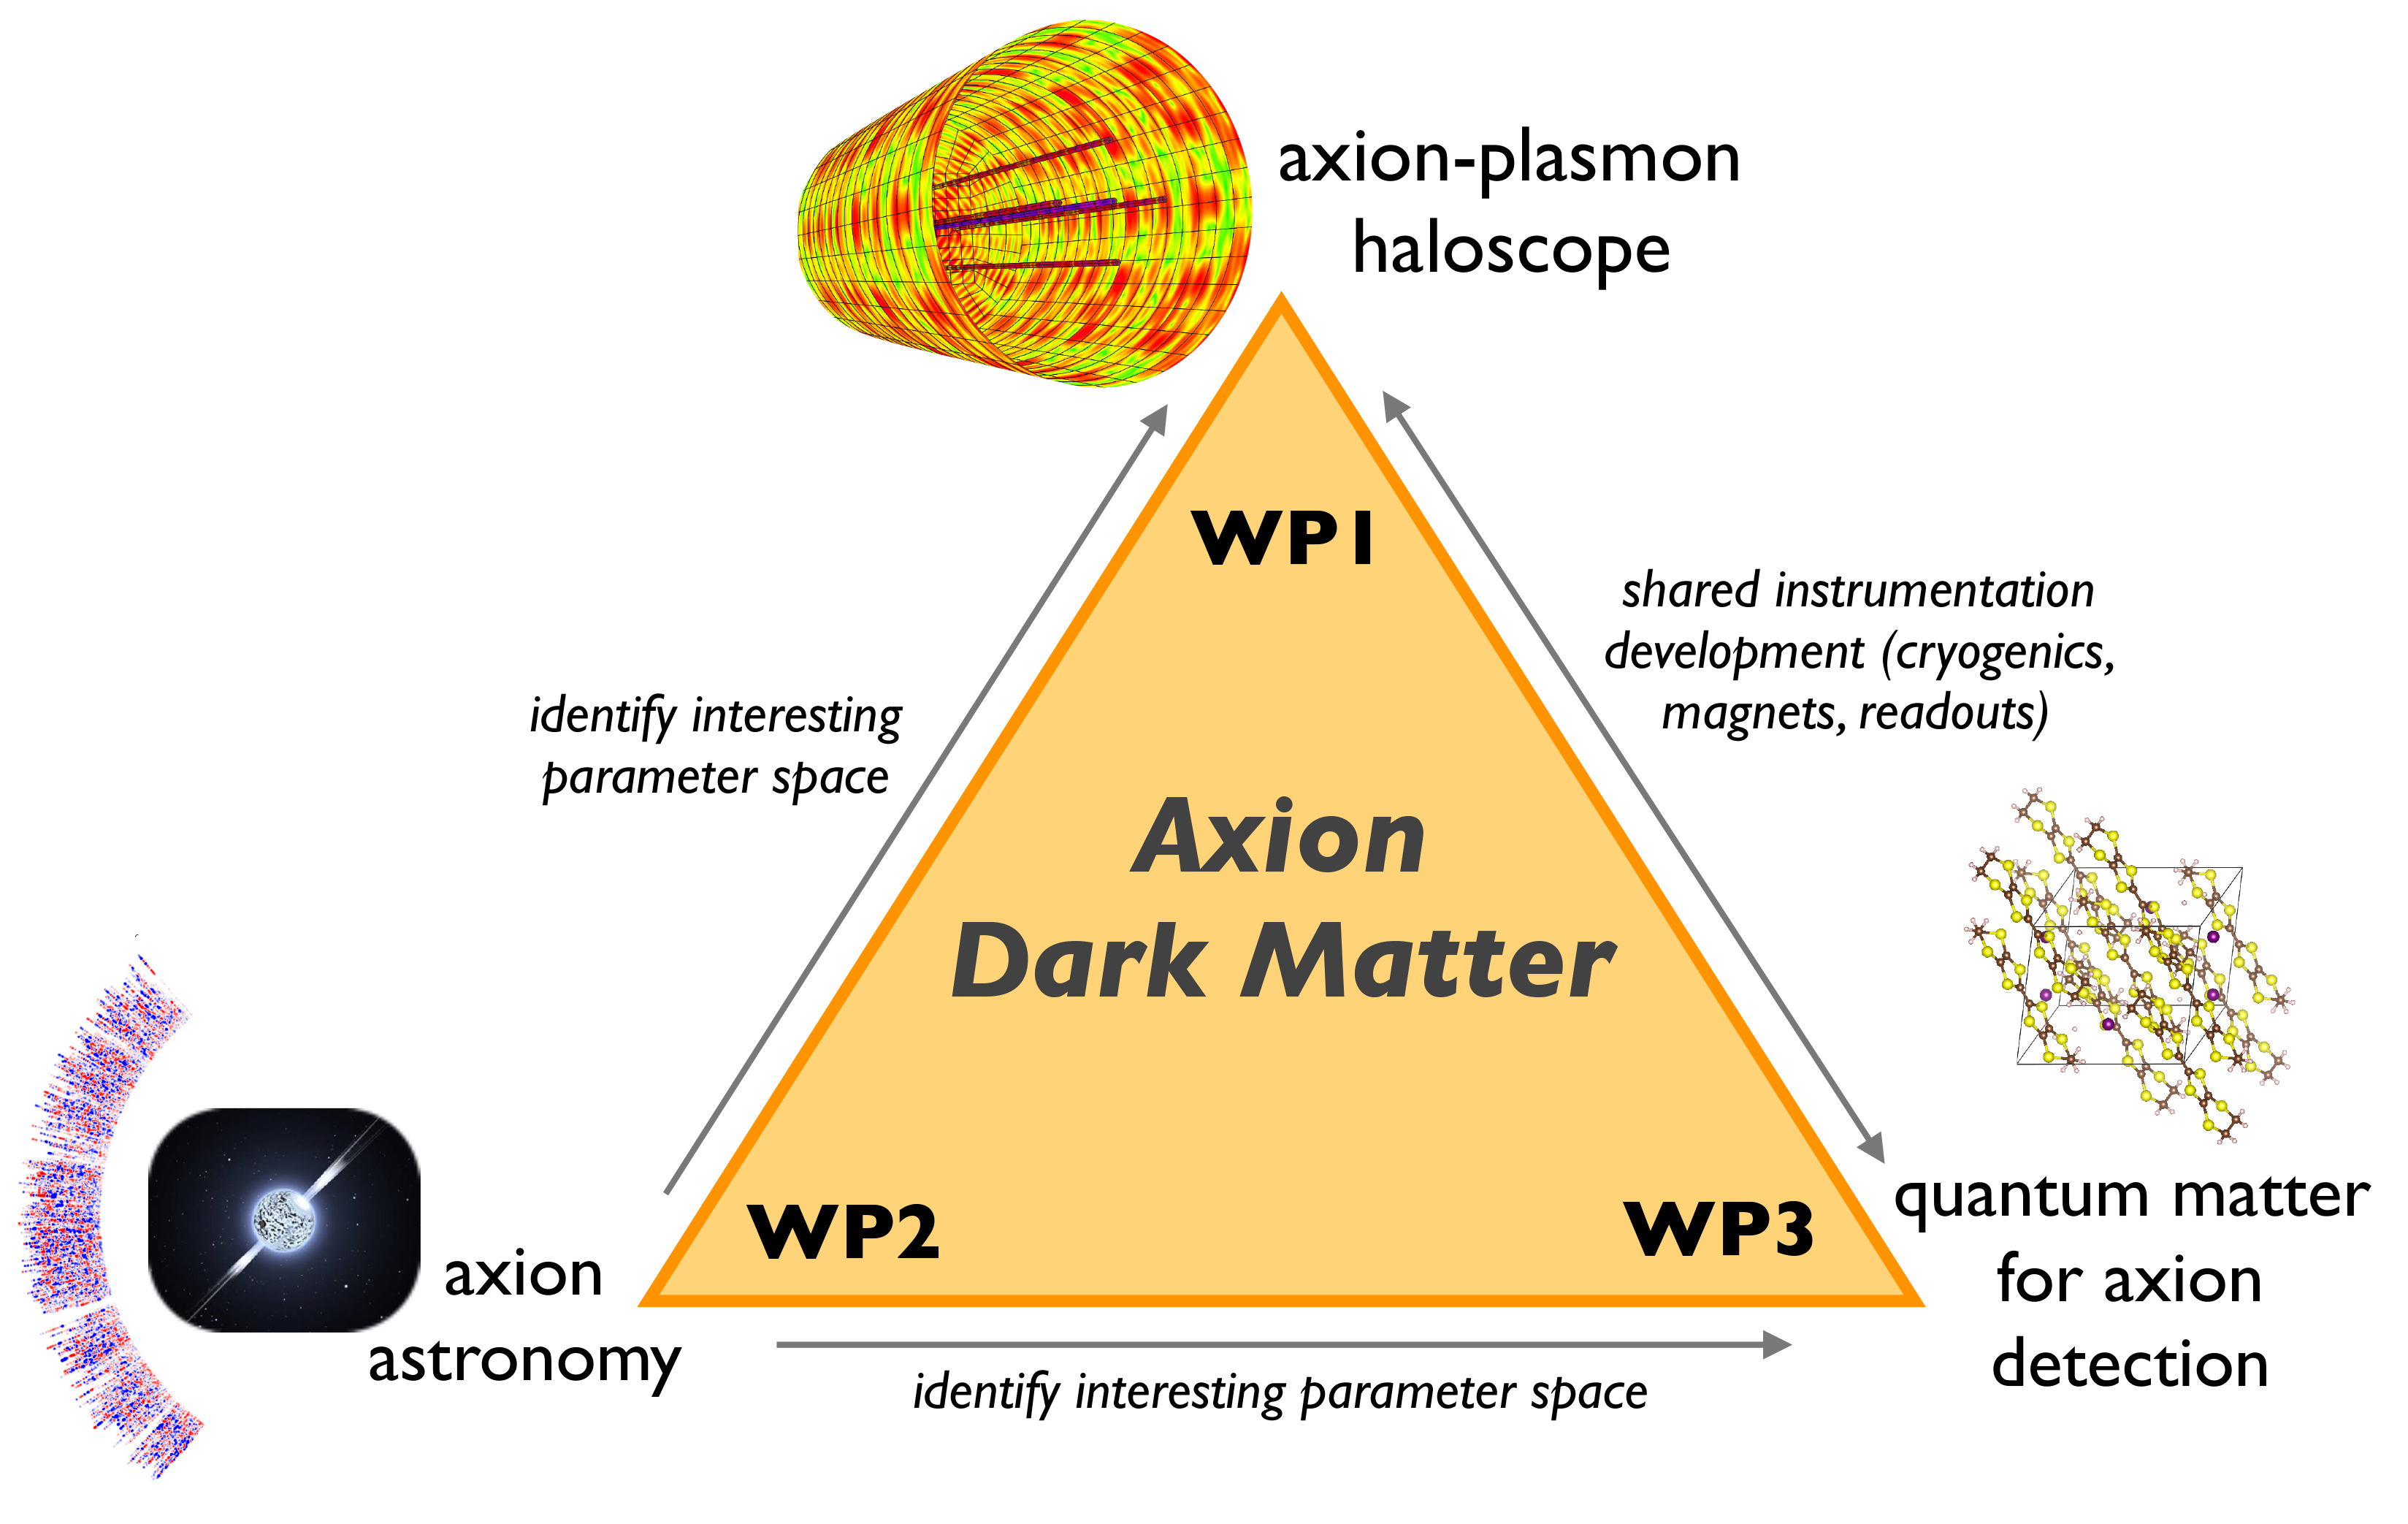 axion-plasmon
haloscope
WP1
shared instrumentation
development (cryogenics,
magnets, readouts)
identify interesting
parameter space
Axion
Dark Matter
WP2
WP3
axion
astronomy
quantum matter
for axion
detection
identify interesting parameter space